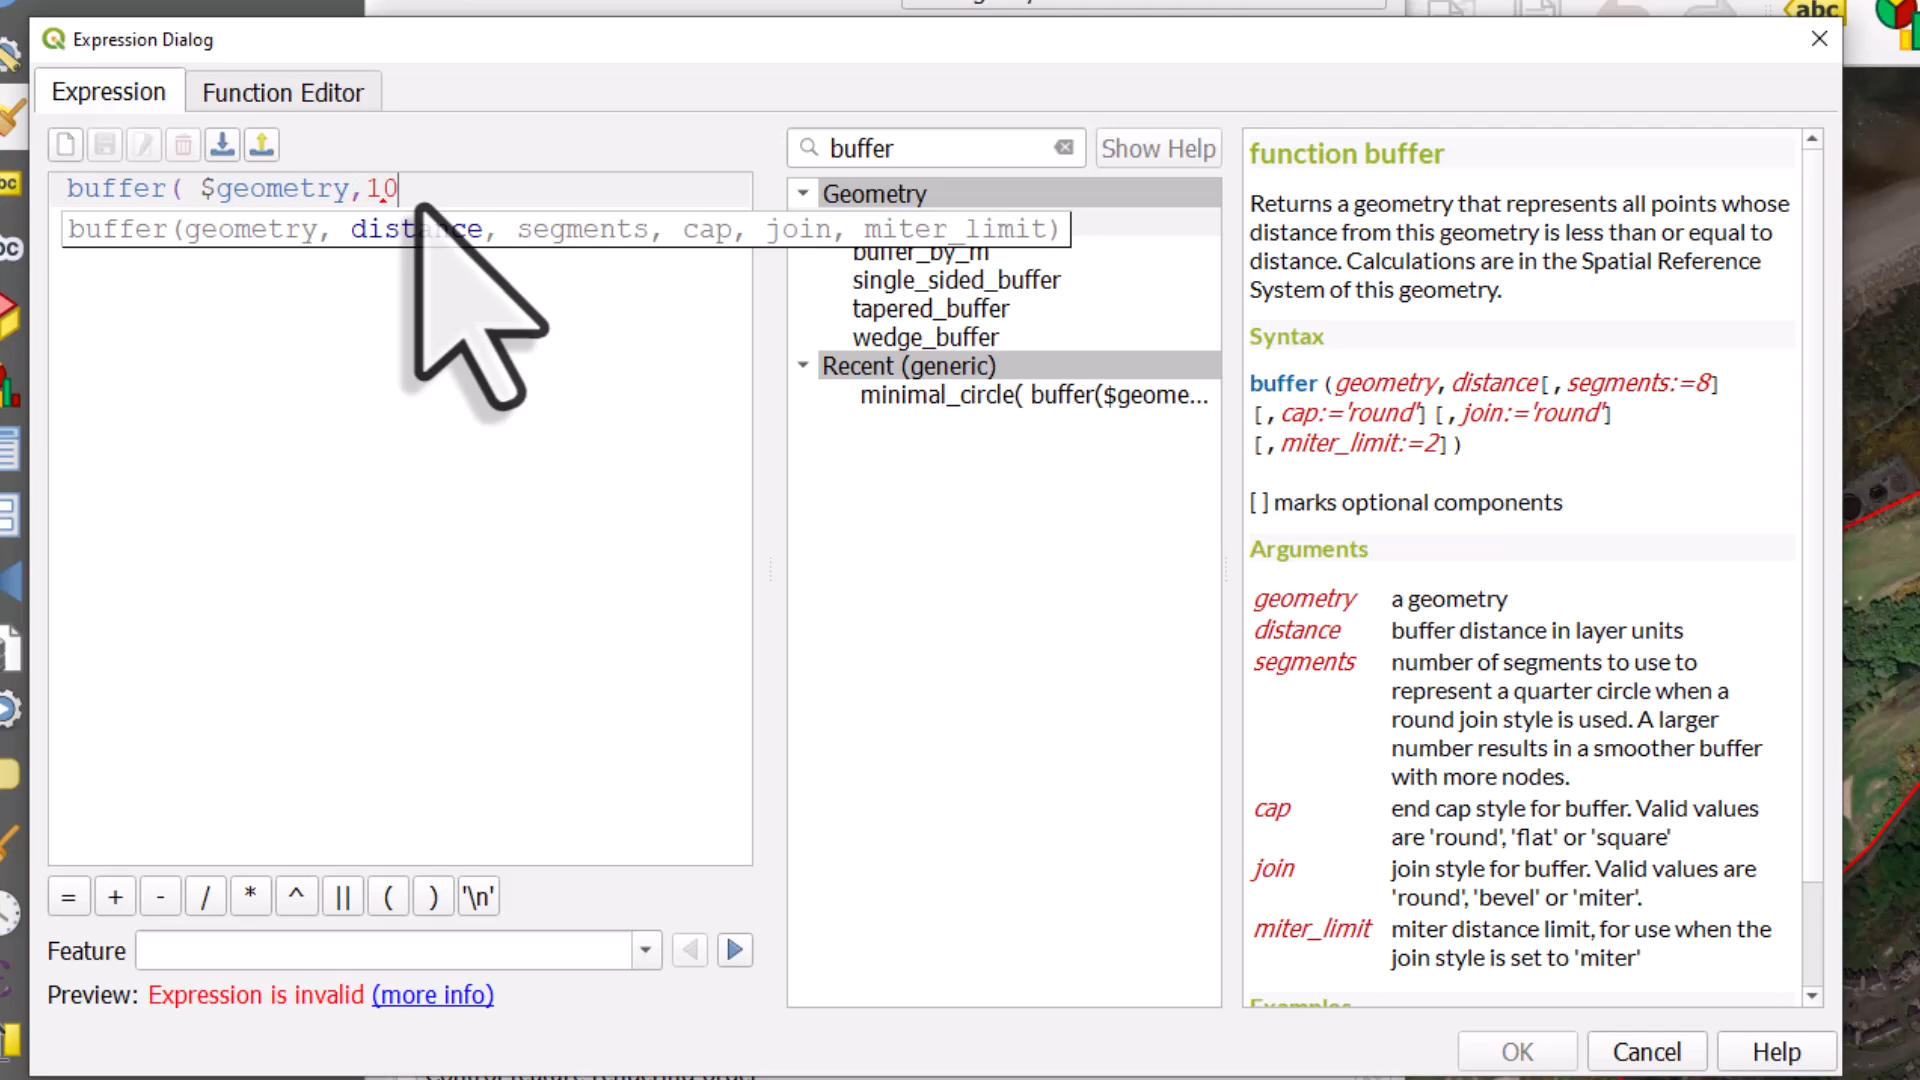 Expression Dialog
abc
Expression
Function Editor
buffer
Show Help
buffer( $geometry,10
buffer(geometry, distance, segments, cap, join, miter_limit)
Geometry
buffer_by_m
single_sided_buffer
tapered_buffer
wedge_buffer
Recent (generic)
minimal_circle( buffer($geome...
function buffer
Returns a geometry that represents all points whose
distance from this geometry is less than or equal to
distance. Calculations are in the Spatial Reference
System of this geometry.
Syntax
buffer (geometry, distance[,segments:=8]
[,cap:='round'][,join:='round']
[,miter_limit:=2])
[ ] marks optional components
Arguments
geometry a geometry
distance buffer distance in layer units
segments number of segments to use to
represent a quarter circle when a
round join style is used. A larger
number results in a smoother buffer
with more nodes.
cap end cap style for buffer. Valid values
are 'round', 'flat' or 'square'
join join style for buffer. Valid values are
'round', 'bevel' or 'miter'.
miter_limit miter distance limit, for use when the
join style is set to 'miter'
Examples
= + - / * ^ || ( ) '\n'
Feature
Preview: Expression is invalid (more info)
OK
Cancel
Help